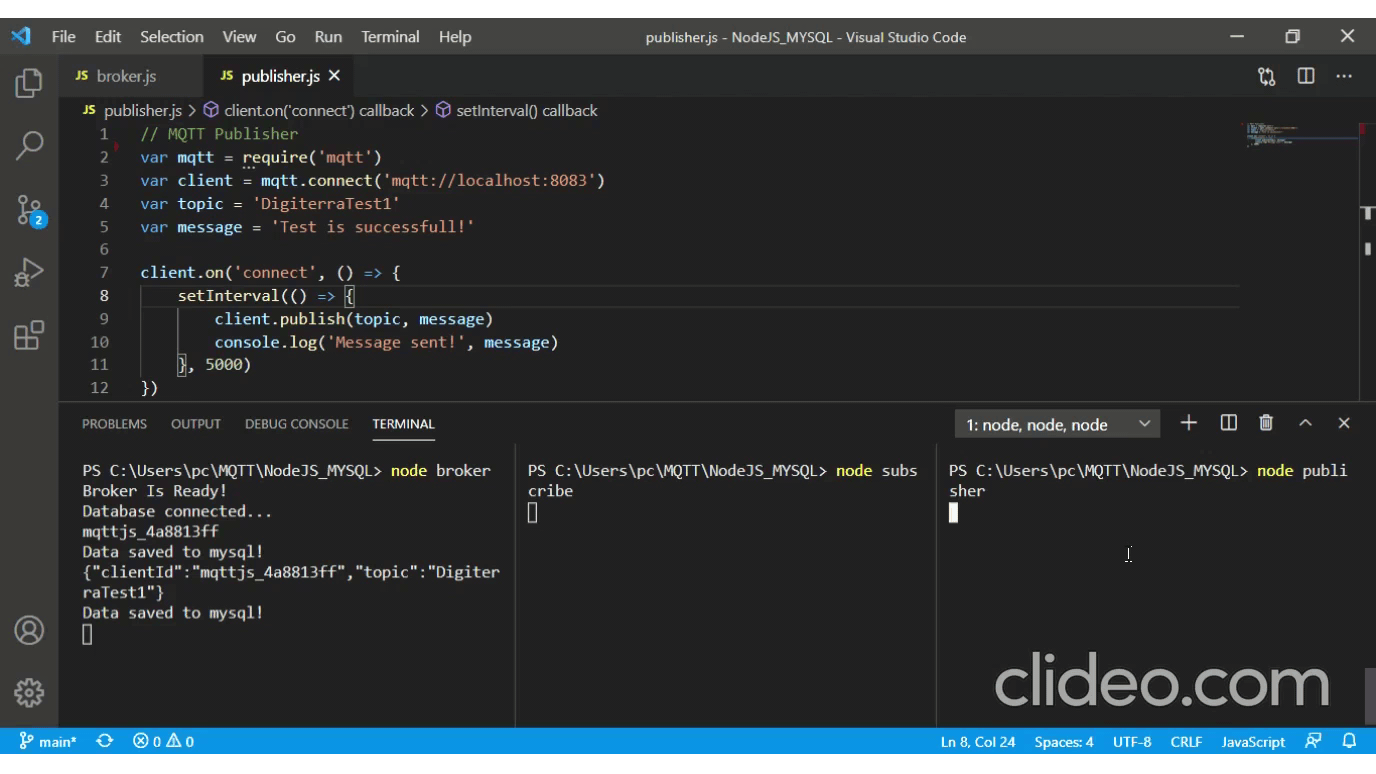 File Edit Selection View Go Run Terminal Help publisher.js - NodeJS_MYSQL - Visual Studio Code
JS broker.js JS publisher.js
JS publisher.js > client.on('connect') callback > setInterval() callback
1 // MQTT Publisher
2 var mqtt = require('mqtt')
3 var client = mqtt.connect('mqtt://localhost:8083')
4 var topic = 'DigiterraTest1'
5 var message = 'Test is successfull!'
6
7 client.on('connect', () => {
8 setInterval(() => {
9 client.publish(topic, message)
10 console.log('Message sent!', message)
11 }, 5000)
12 })
2
PROBLEMS OUTPUT DEBUG CONSOLE TERMINAL 1: node, node, node
PS C:\Users\pc\MQTT\NodeJS_MYSQL> node broker
Broker Is Ready!
Database connected...
mqttjs_4a8813ff
Data saved to mysql!
{"clientId":"mqttjs_4a8813ff","topic":"Digiter
raTest1"}
Data saved to mysql!
PS C:\Users\pc\MQTT\NodeJS_MYSQL> node subs
cribe
PS C:\Users\pc\MQTT\NodeJS_MYSQL> node publi
sher
clideo.com
main* 0 0 Ln 8, Col 24 Spaces: 4 UTF-8 CRLF JavaScript